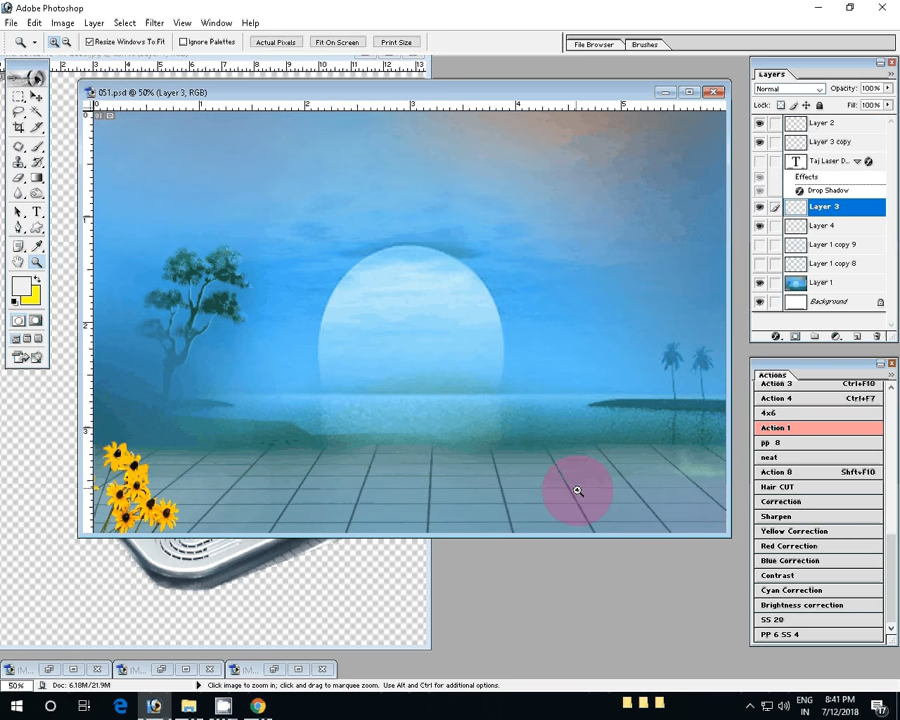 Adobe Photoshop
File Edit Image Layer Select Filter View Window Help
Resize Windows To Fit Ignore Palettes Actual Pixels Fit On Screen Print Size File Browser Brushes
051.psd @ 50% (Layer 3, RGB)
Layers
Normal Opacity: 100%
Lock: Fill: 100%
Layer 2
Layer 3 copy
T Taj Laser D...
Effects
Drop Shadow
Layer 3
Layer 4
Layer 1 copy 9
Layer 1 copy 8
Layer 1
Background
Actions
Action 3 Ctrl+F10
Action 4 Ctrl+F7
4x6
Action 1
pp 8
neat
Action 8 Shft+F10
Hair CUT
Correction
Sharpen
Yellow Correction
Red Correction
Blue Correction
Contrast
Cyan Correction
Brightness correction
SS 20
PP 6 SS 4
50% Doc: 6.18M/21.9M Click image to zoom in; click and drag to marquee zoom. Use Alt and Ctrl for additional options.
ENG 8:41 PM
IN 7/12/2018 17